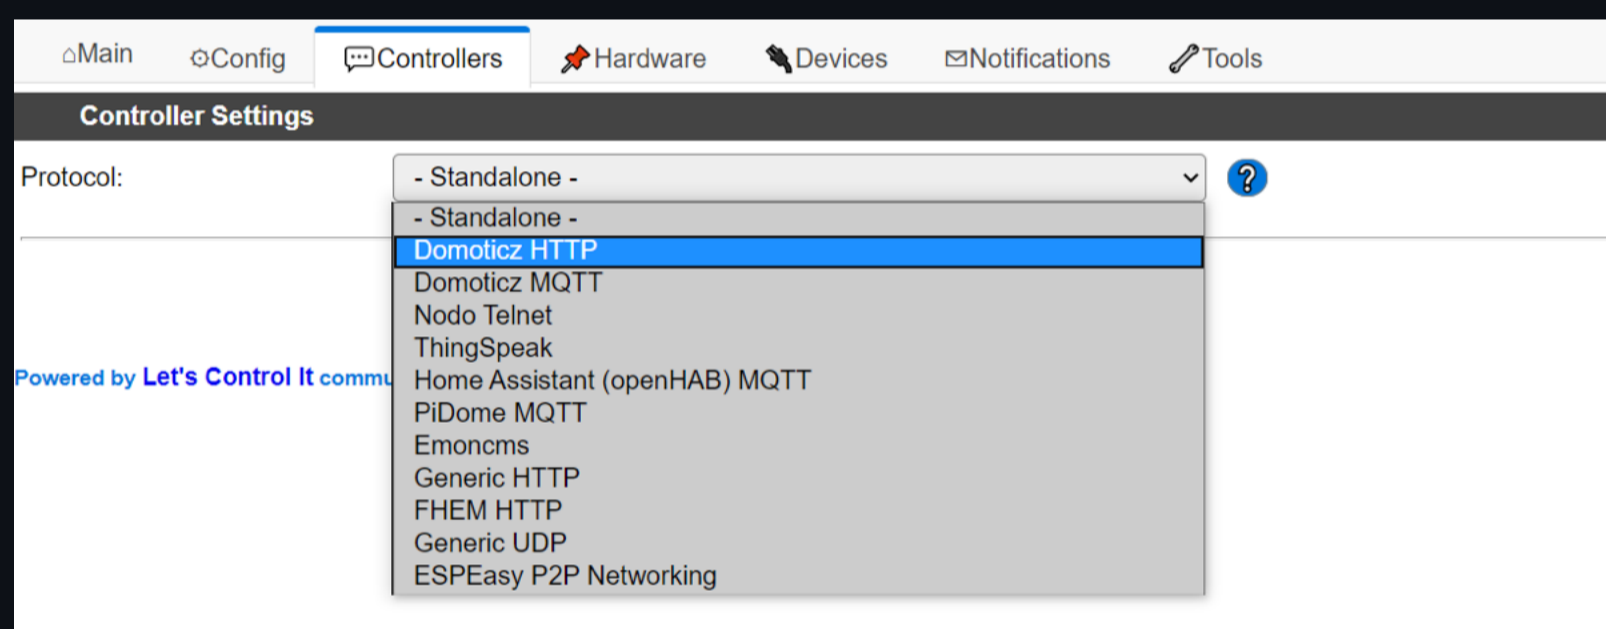 Main Config Controllers Hardware Devices Notifications Tools
Controller Settings
Protocol: - Standalone -
- Standalone -
Domoticz HTTP
Domoticz MQTT
Nodo Telnet
ThingSpeak
Powered by Let's Control It commu
Home Assistant (openHAB) MQTT
PiDome MQTT
Emoncms
Generic HTTP
FHEM HTTP
Generic UDP
ESPEasy P2P Networking